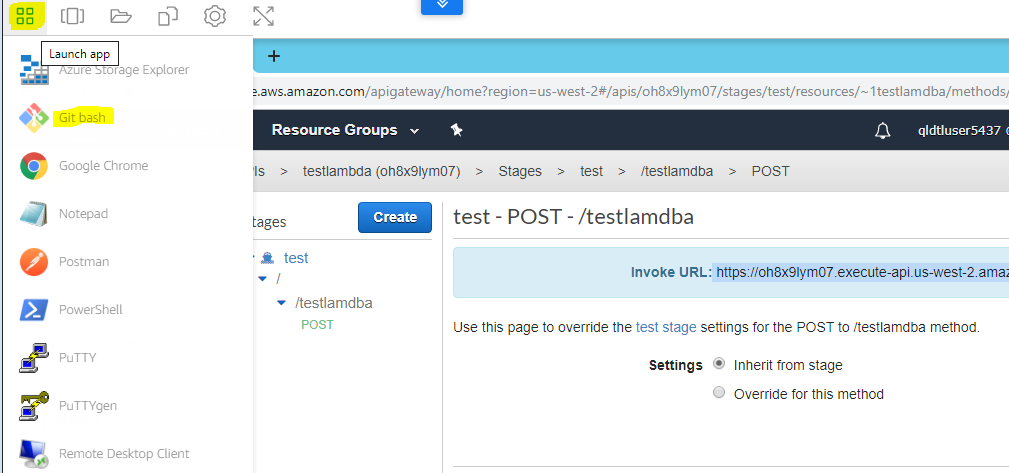 Launch app
Azure Storage Explorer
Git bash
Google Chrome
Notepad
Postman
PowerShell
PuTTY
PuTTYgen
Remote Desktop Client
+
e.aws.amazon.com/apigateway/home?region=us-west-2#/apis/oh8x9lym07/stages/test/resources/~1testlamdba/methods/
Resource Groups
qldtluser5437
PIs > testlambda (oh8x9lym07) > Stages > test > /testlamdba > POST
tages
Create
test
/
/testlamdba
POST
test - POST - /testlamdba
Invoke URL: https://oh8x9lym07.execute-api.us-west-2.amaz
Use this page to override the test stage settings for the POST to /testlamdba method.
Settings
Inherit from stage
Override for this method